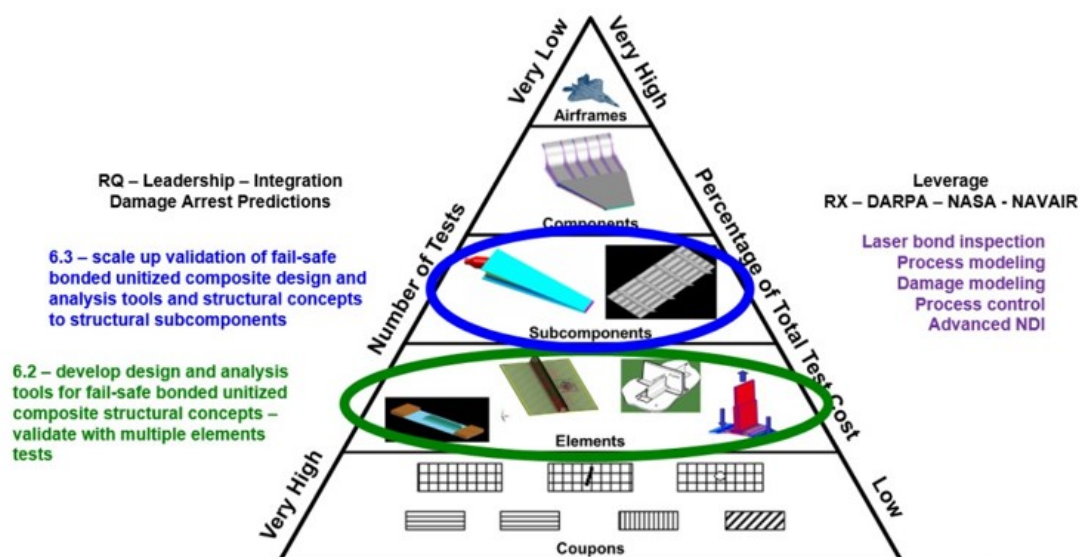 Very Low
Very High
Airframes
RQ – Leadership – Integration
Damage Arrest Predictions
Leverage
RX – DARPA – NASA - NAVAIR
Components
Number of Tests
Percentage of Total Test Cost
6.3 – scale up validation of fail-safe
bonded unitized composite design and
analysis tools and structural concepts
to structural subcomponents
Laser bond inspection
Process modeling
Damage modeling
Process control
Advanced NDI
Subcomponents
6.2 – develop design and analysis
tools for fail-safe bonded unitized
composite structural concepts –
validate with multiple elements
tests
Elements
Very High
Low
Coupons